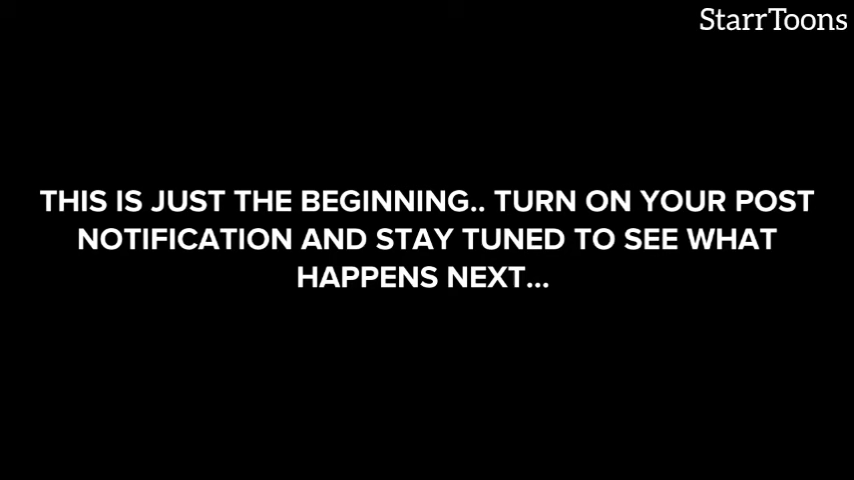 StarrToons
THIS IS JUST THE BEGINNING.. TURN ON YOUR POST
NOTIFICATION AND STAY TUNED TO SEE WHAT
HAPPENS NEXT...